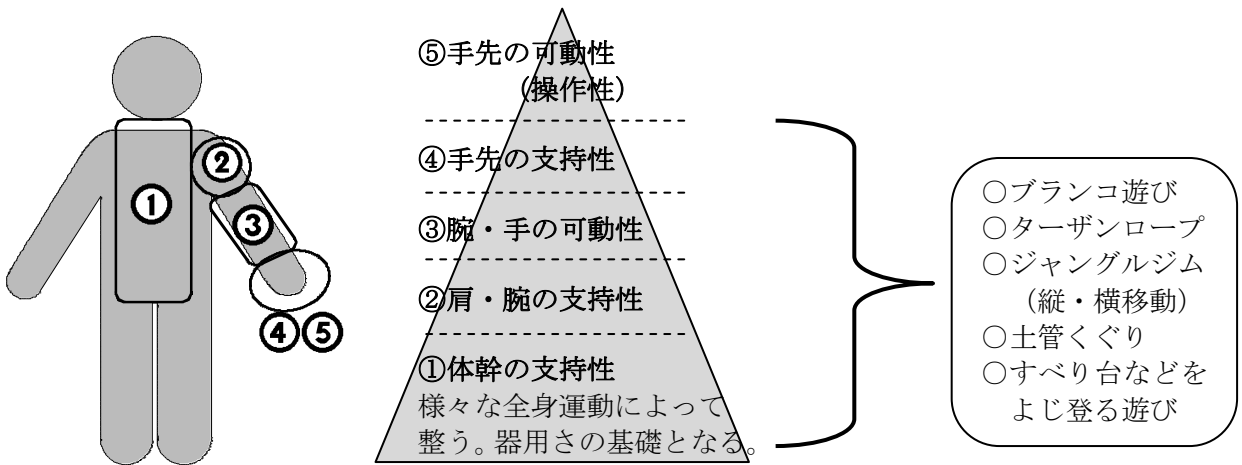 ①
②
③
④⑤
⑤手先の可動性
(操作性)
④手先の支持性
③腕・手の可動性
②肩・腕の支持性
①体幹の支持性
様々な全身運動によって
整う。器用さの基礎となる。
○ブランコ遊び
○ターザンロープ
○ジャングルジム
(縦・横移動)
○土管くぐり
○すべり台などを
よじ登る遊び